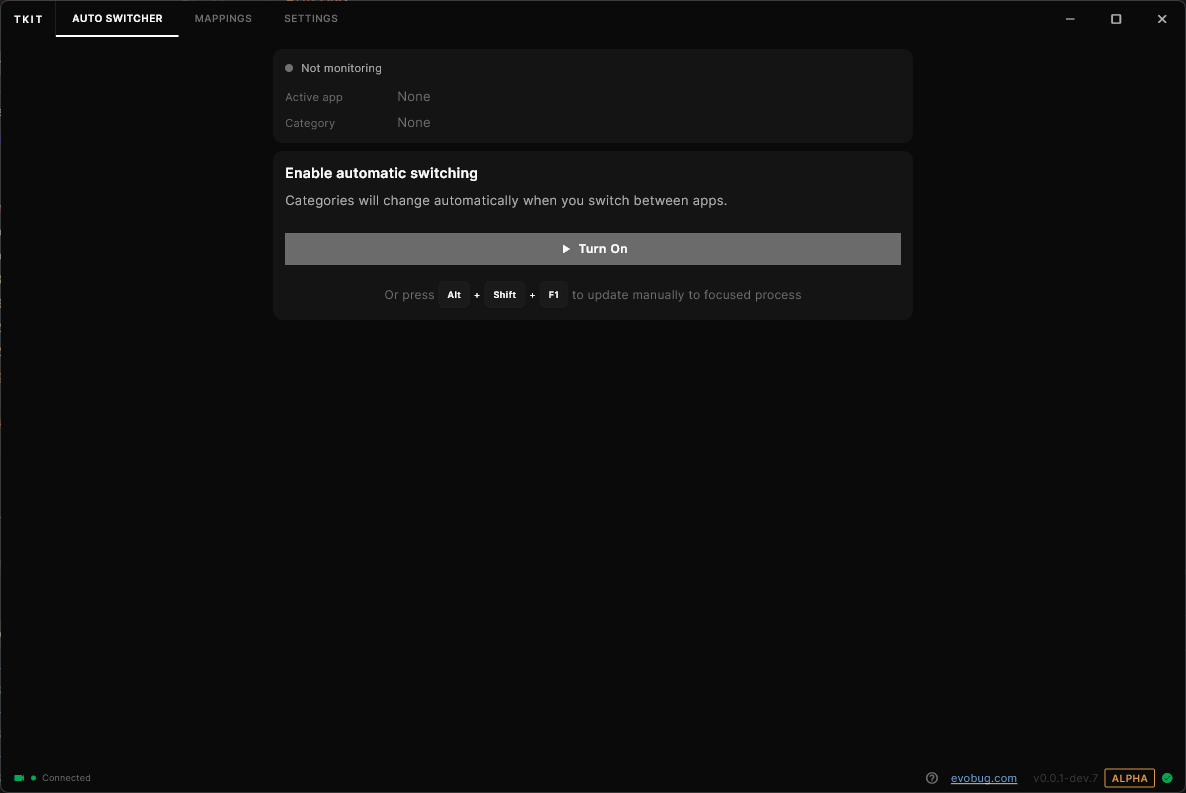 TKIT AUTO SWITCHER MAPPINGS SETTINGS
Not monitoring
Active app None
Category None
Enable automatic switching
Categories will change automatically when you switch between apps.
Turn On
Or press Alt + Shift + F1 to update manually to focused process
Connected evobug.com v0.0.1-dev.7 ALPHA